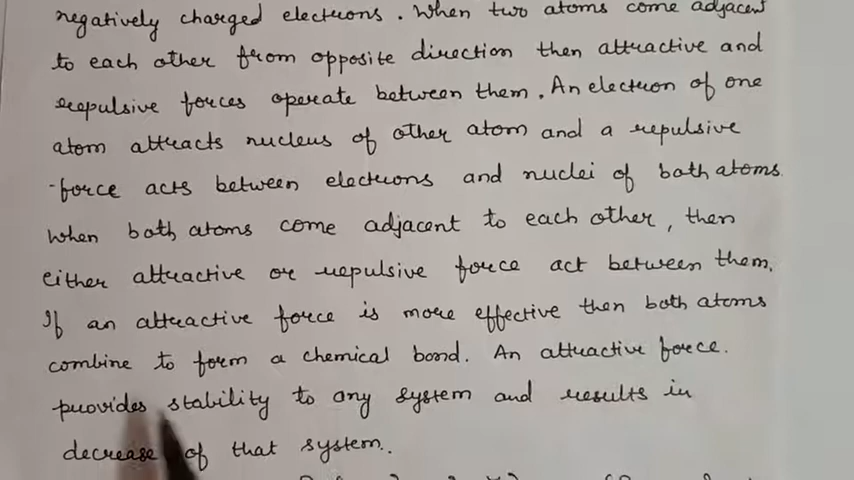 negatively charged electrons. When two atoms come adjacent
to each other from opposite direction then attractive and
repulsive forces operate between them. An electron of one
atom attracts nucleus of other atom and a repulsive
force acts between electrons and nuclei of both atoms
When both atoms come adjacent to each other, then
either attractive or repulsive force act between them.
If an attractive force is more effective then both atoms
combine to form a chemical bond. An attractive force.
provides stability to any system and results in
decrease of that system.